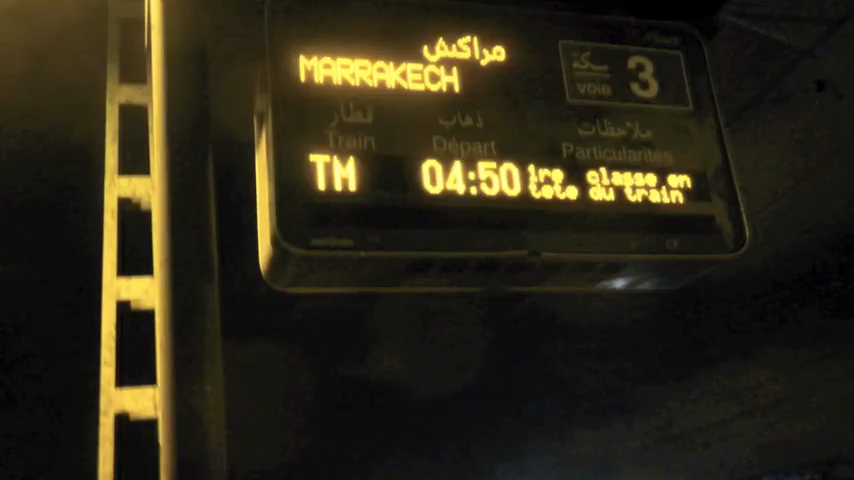 مراكش
MARRAKECH
سكة
voie 3
قطار ذهاب ملاحظات
Train Départ Particularités
TM 04:50 1re classe en
tete du train